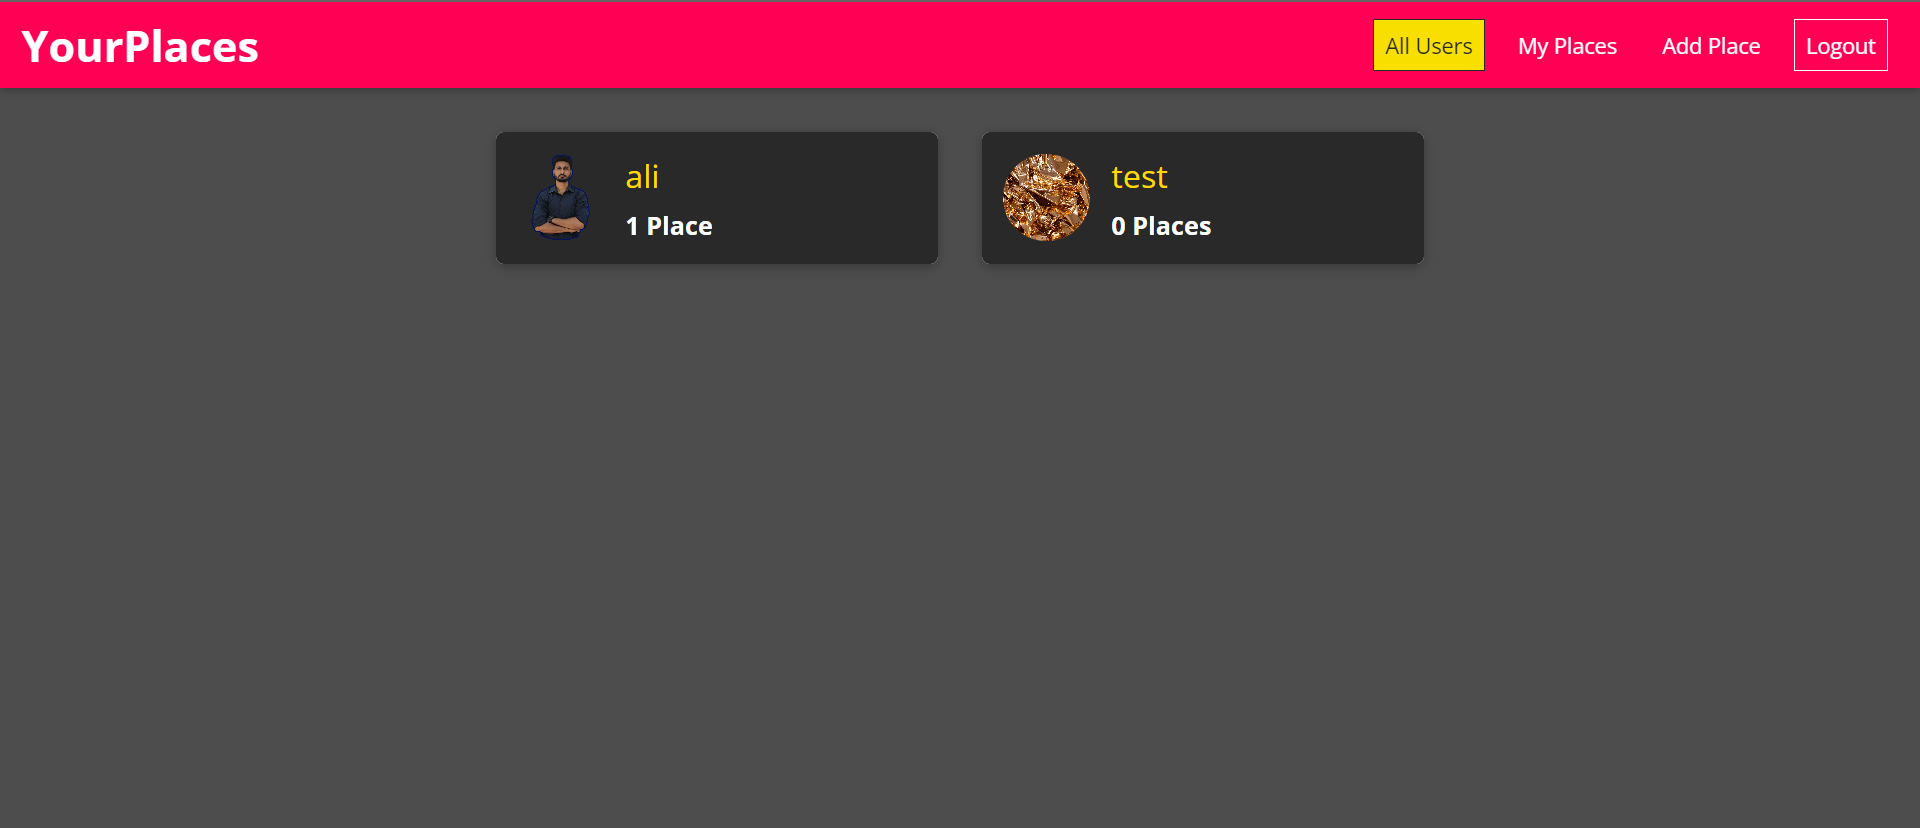 YourPlaces
All Users
My Places
Add Place
Logout
ali
1 Place
test
0 Places